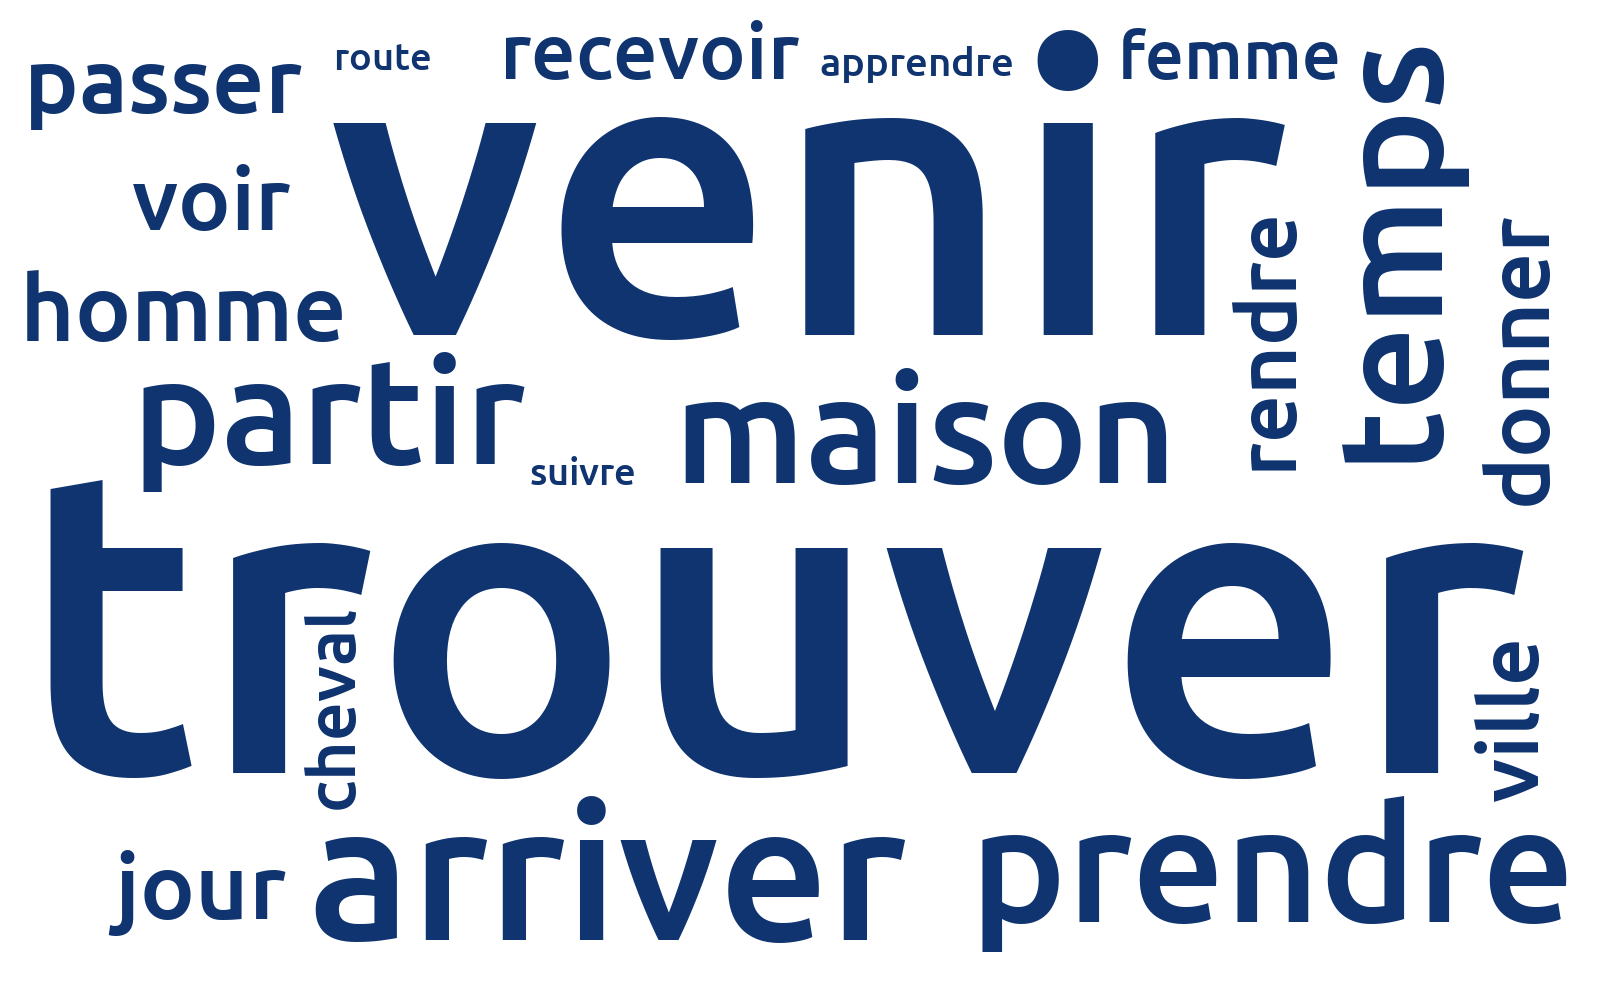 passer
route
recevoir
apprendre
femme
venir
temps
voir
homme
rendre
donner
partir
suivre
maison
trouver
cheval
ville
jour
arriver
prendre